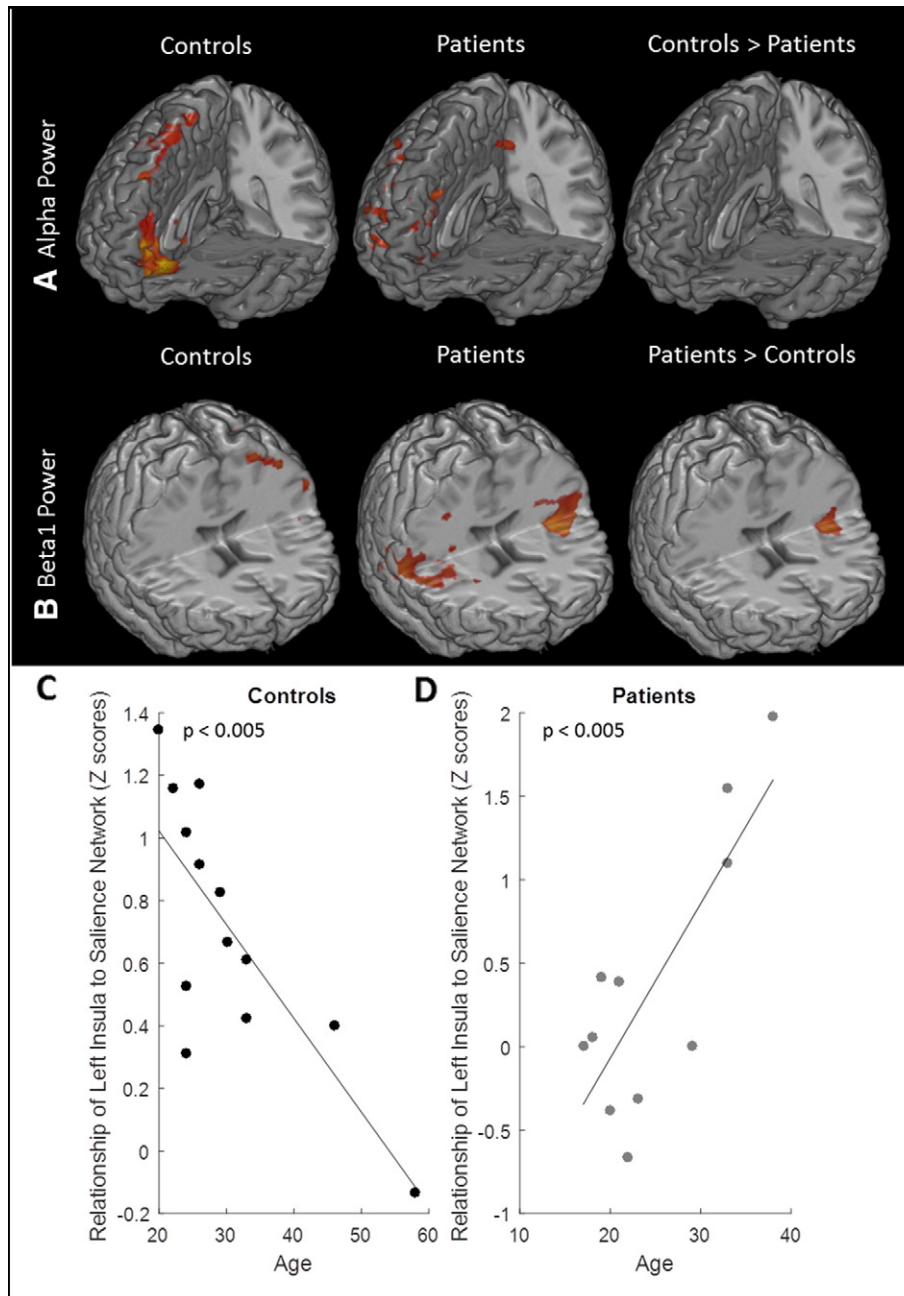 Controls Patients Controls > Patients
A Alpha Power
Controls Patients Patients > Controls
B Beta1 Power
C Controls
p < 0.005
Relationship of Left Insula to Salience Network (Z scores)
1.4
1.2
1
0.8
0.6
0.4
0.2
0
-0.2
20 30 40 50 60
Age
D Patients
p < 0.005
Relationship of Left Insula to Salience Network (Z scores)
2
1.5
1
0.5
0
-0.5
-1
10 20 30 40
Age